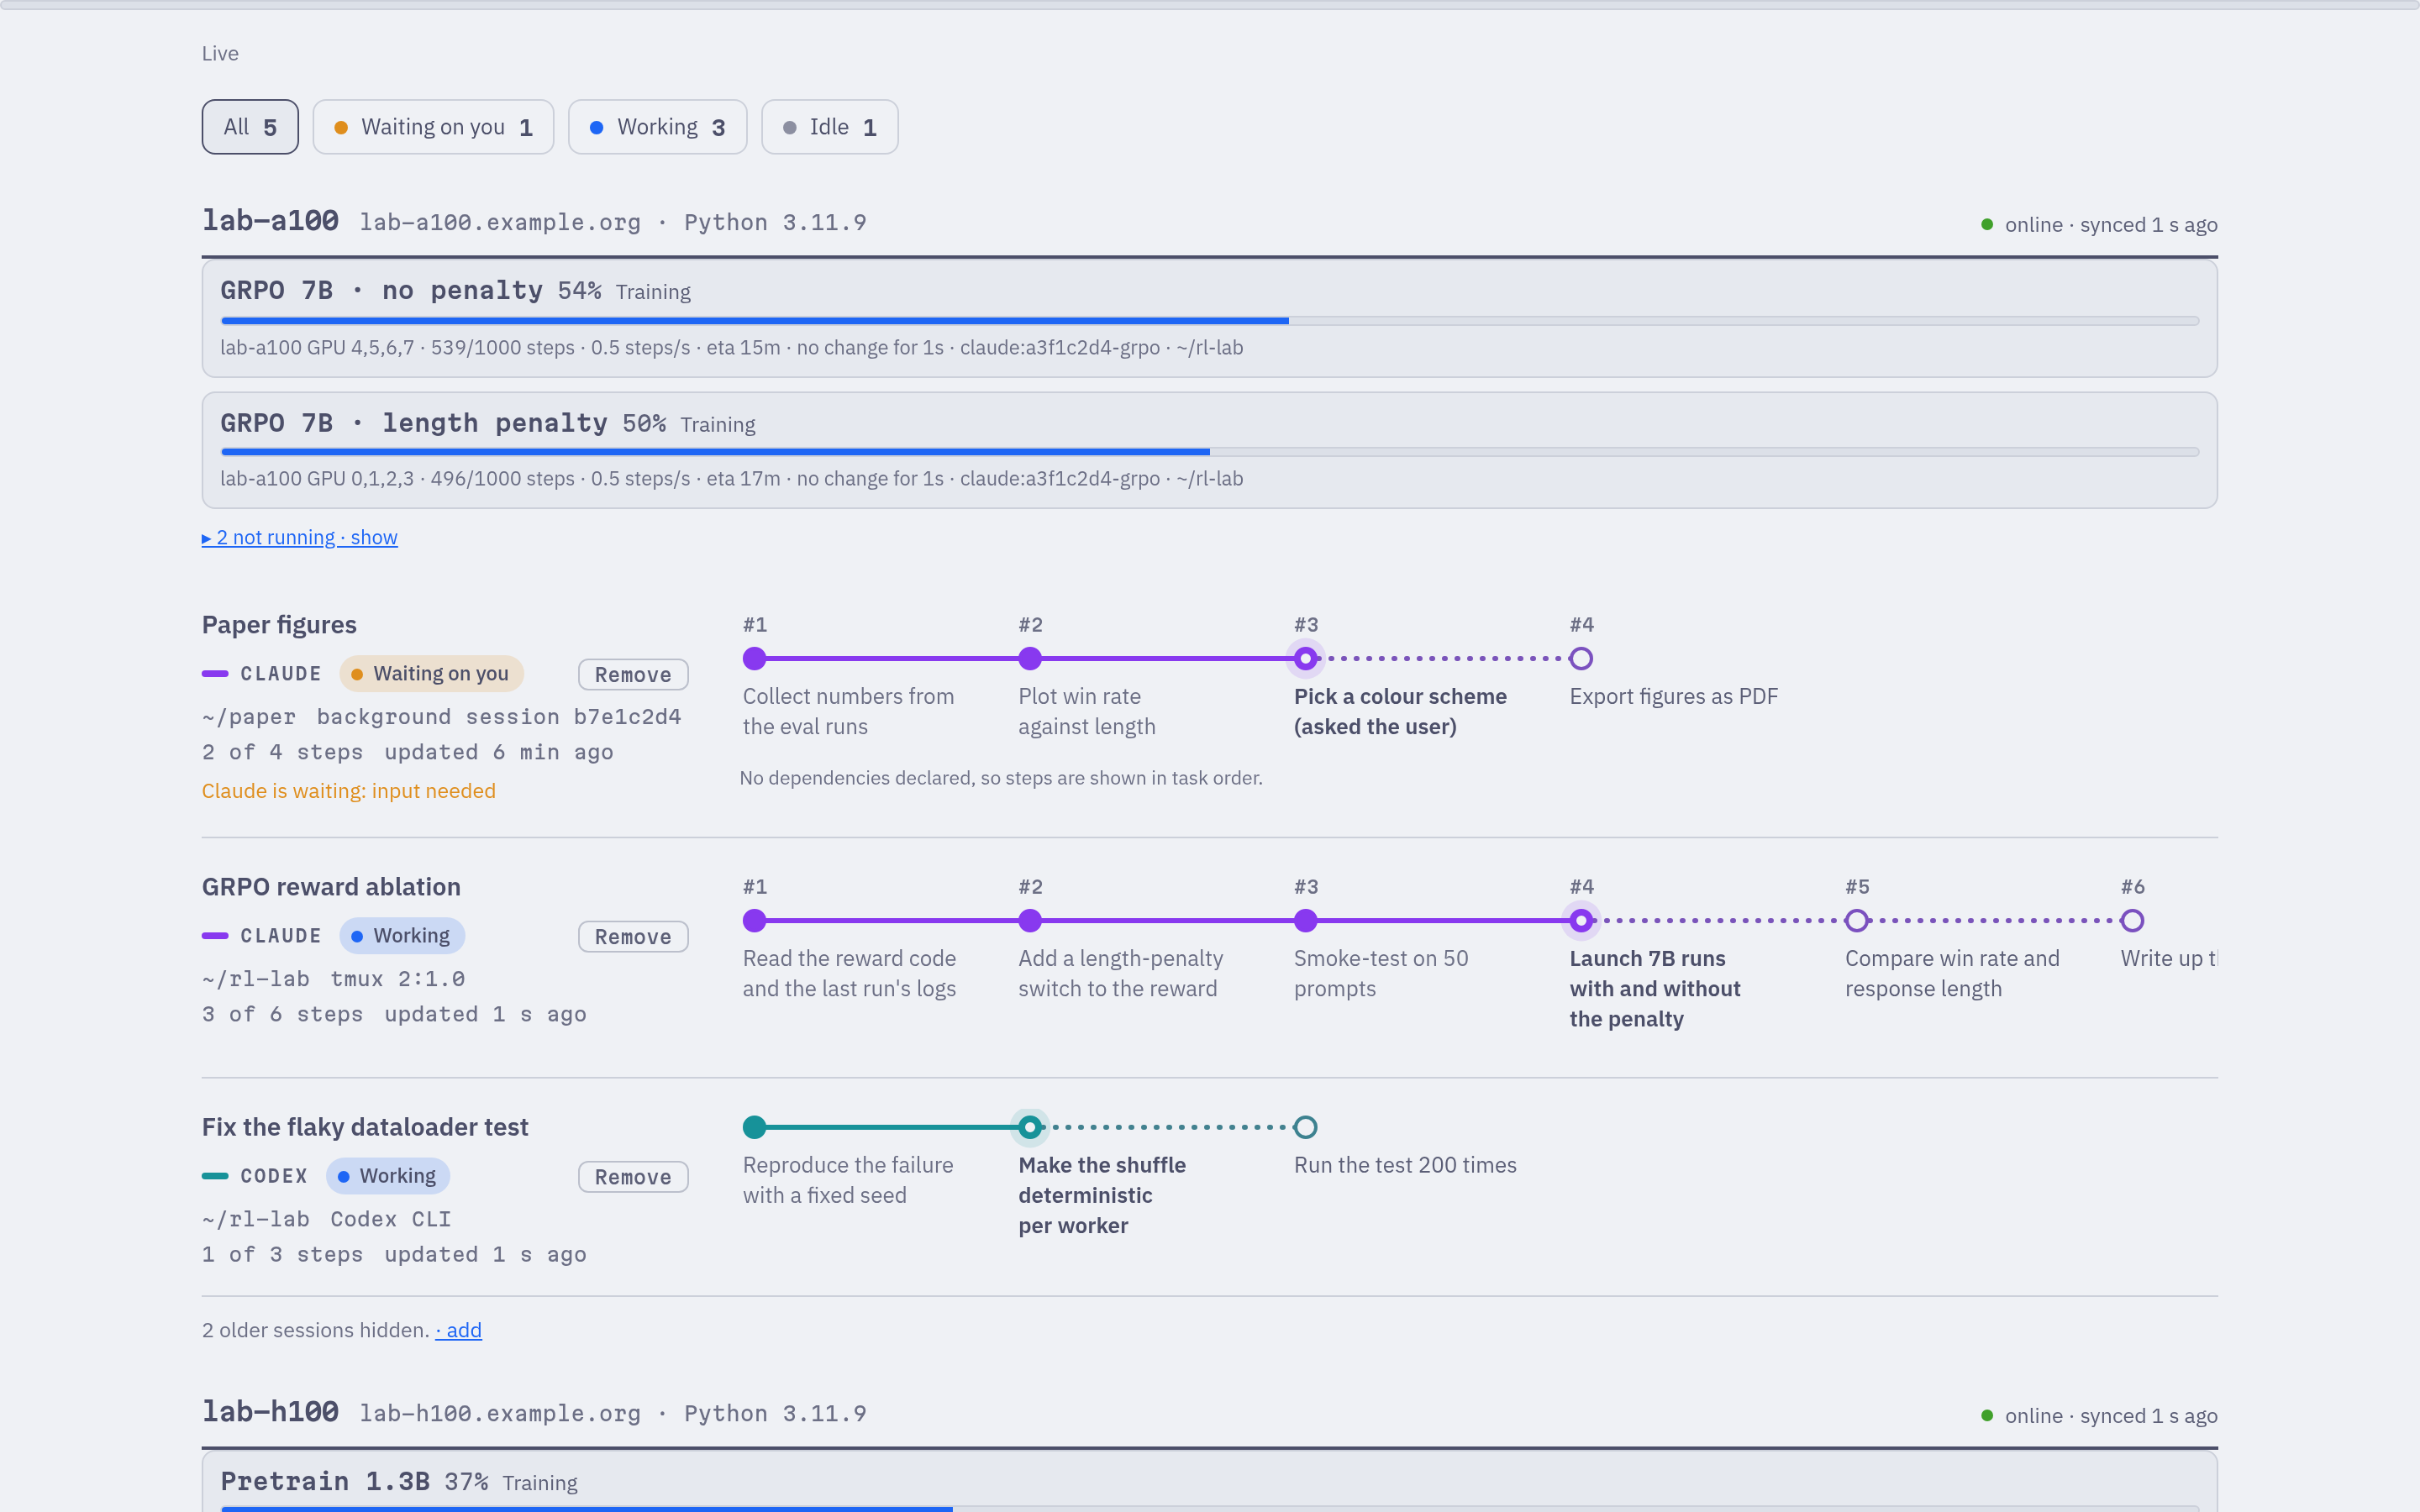 Live
All 5
Waiting on you 1
Working 3
Idle 1
lab-a100 lab-a100.example.org · Python 3.11.9
online · synced 1 s ago
GRPO 7B · no penalty 54% Training
lab-a100 GPU 4,5,6,7 · 539/1000 steps · 0.5 steps/s · eta 15m · no change for 1s · claude:a3f1c2d4-grpo · ~/rl-lab
GRPO 7B · length penalty 50% Training
lab-a100 GPU 0,1,2,3 · 496/1000 steps · 0.5 steps/s · eta 17m · no change for 1s · claude:a3f1c2d4-grpo · ~/rl-lab
▸ 2 not running · show
Paper figures
CLAUDE Waiting on you Remove
~/paper background session b7e1c2d4
2 of 4 steps updated 6 min ago
Claude is waiting: input needed
#1
Collect numbers from
the eval runs
#2
Plot win rate
against length
#3
Pick a colour scheme
(asked the user)
#4
Export figures as PDF
No dependencies declared, so steps are shown in task order.
GRPO reward ablation
CLAUDE Working Remove
~/rl-lab tmux 2:1.0
3 of 6 steps updated 1 s ago
#1
Read the reward code
and the last run's logs
#2
Add a length-penalty
switch to the reward
#3
Smoke-test on 50
prompts
#4
Launch 7B runs
with and without
the penalty
#5
Compare win rate and
response length
#6
Write up
Fix the flaky dataloader test
CODEX Working Remove
~/rl-lab Codex CLI
1 of 3 steps updated 1 s ago
Reproduce the failure
with a fixed seed
Make the shuffle
deterministic
per worker
Run the test 200 times
2 older sessions hidden. · add
lab-h100 lab-h100.example.org · Python 3.11.9
online · synced 1 s ago
Pretrain 1.3B 37% Training